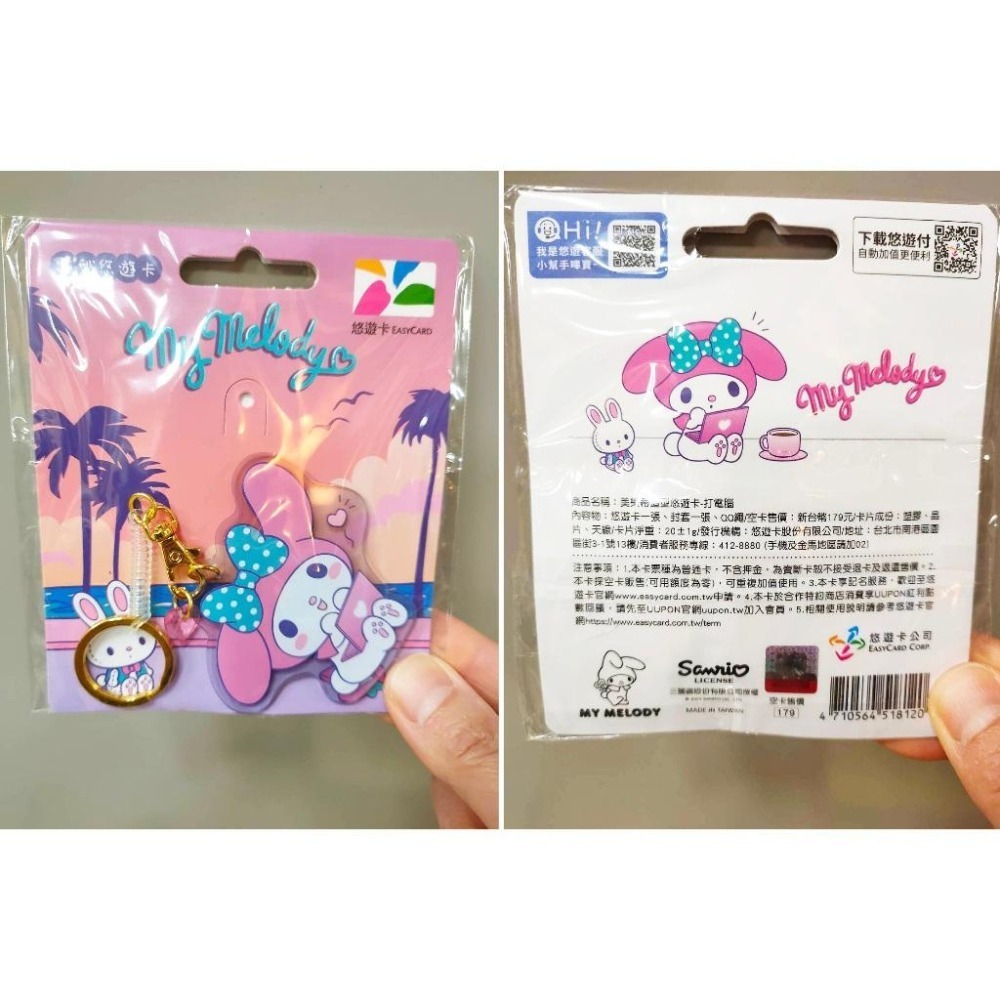 悠遊卡
悠遊卡 EASYCARD
My Melody
Hi!
我是悠遊客服
小幫手嗶寶
下載悠遊付
自動加值更便利
My Melody
商品名稱：美樂蒂造型悠遊卡-打電腦
內容物：悠遊卡一張、封套一張、QQ繩/空卡售價：新台幣179元/卡片成份：塑膠、晶
片、天線/卡片淨重：20±1g/發行機構：悠遊卡股份有限公司/地址：台北市南港區園
區街3-1號13樓/消費者服務專線：412-8880 (手機及金馬地區請加02)
注意事項：1.本卡票種為普通卡，不含押金，為賣斷卡故不接受退卡及退還售價。2.
本卡採空卡販售(可用額度為零)，可重複加值使用。3.本卡享記名服務，歡迎至悠
遊卡官網www.easycard.com.tw申請。4.本卡於合作特約商店消費享UUPON紅利點
數回饋，請先至UUPON官網uupon.tw加入會員。5.相關使用說明請參考悠遊卡官
網https://www.easycard.com.tw/term
MY MELODY
Sanrio
LICENSE
三麗鷗股份有限公司授權
MADE IN TAIWAN
空卡售價
179
悠遊卡公司
EASYCARD CORP.
4 710564 518120